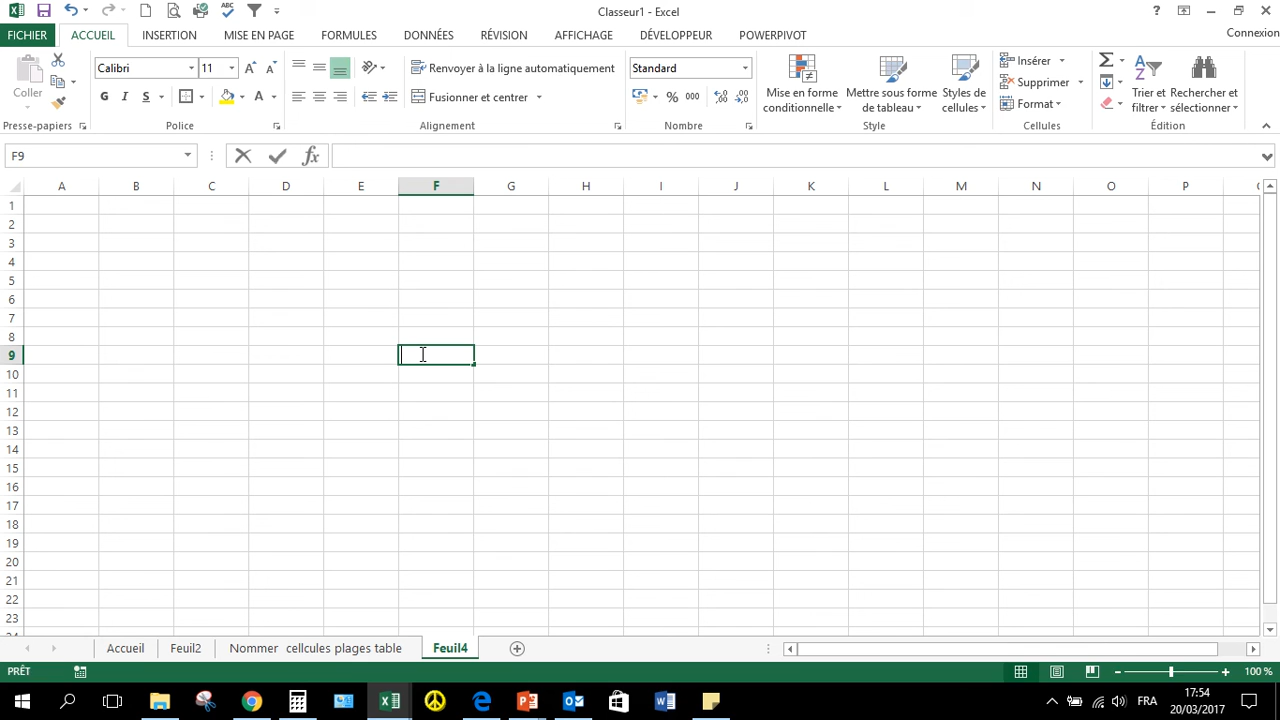 Classeur1 - Excel
?
FICHIER ACCUEIL INSERTION MISE EN PAGE FORMULES DONNÉES RÉVISION AFFICHAGE DÉVELOPPEUR POWERPIVOT Connexion
Coller
Presse-papiers
Calibri 11
G I S A
Police
Renvoyer à la ligne automatiquement
Fusionner et centrer
Alignement
Standard
% 000
Nombre
Mise en forme conditionnelle
Mettre sous forme de tableau
Styles de cellules
Style
Insérer
Supprimer
Format
Cellules
Trier et filtrer
Rechercher et sélectionner
Édition
F9 fx
A B C D E F G H I J K L M N O P
1
2
3
4
5
6
7
8
9
10
11
12
13
14
15
16
17
18
19
20
21
22
23
Accueil Feuil2 Nommer cellcules plages table Feuil4
PRÊT 100 %
FRA 17:54
20/03/2017